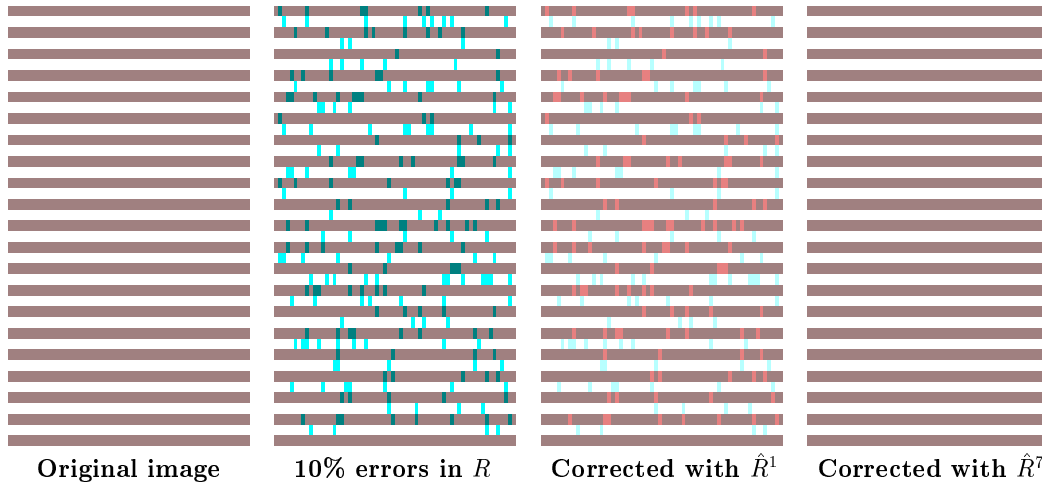 Original image
10% errors in R
Corrected with R̂¹
Corrected with R̂⁷